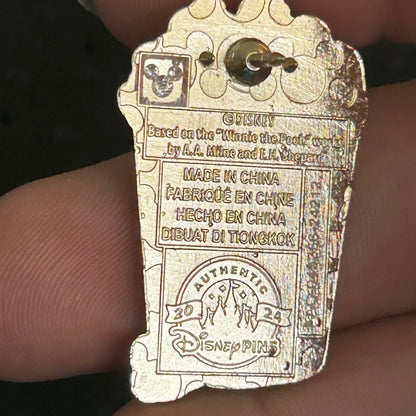 ©DISNEY
Based on the "Winnie the Pooh" works
by A.A. Milne and E.H. Shepard
MADE IN CHINA
FABRIQUÉ EN CHINE
HECHO EN CHINA
DIBUAT DI TIONGKOK
AUTHENTIC
20 24
Disney PINS